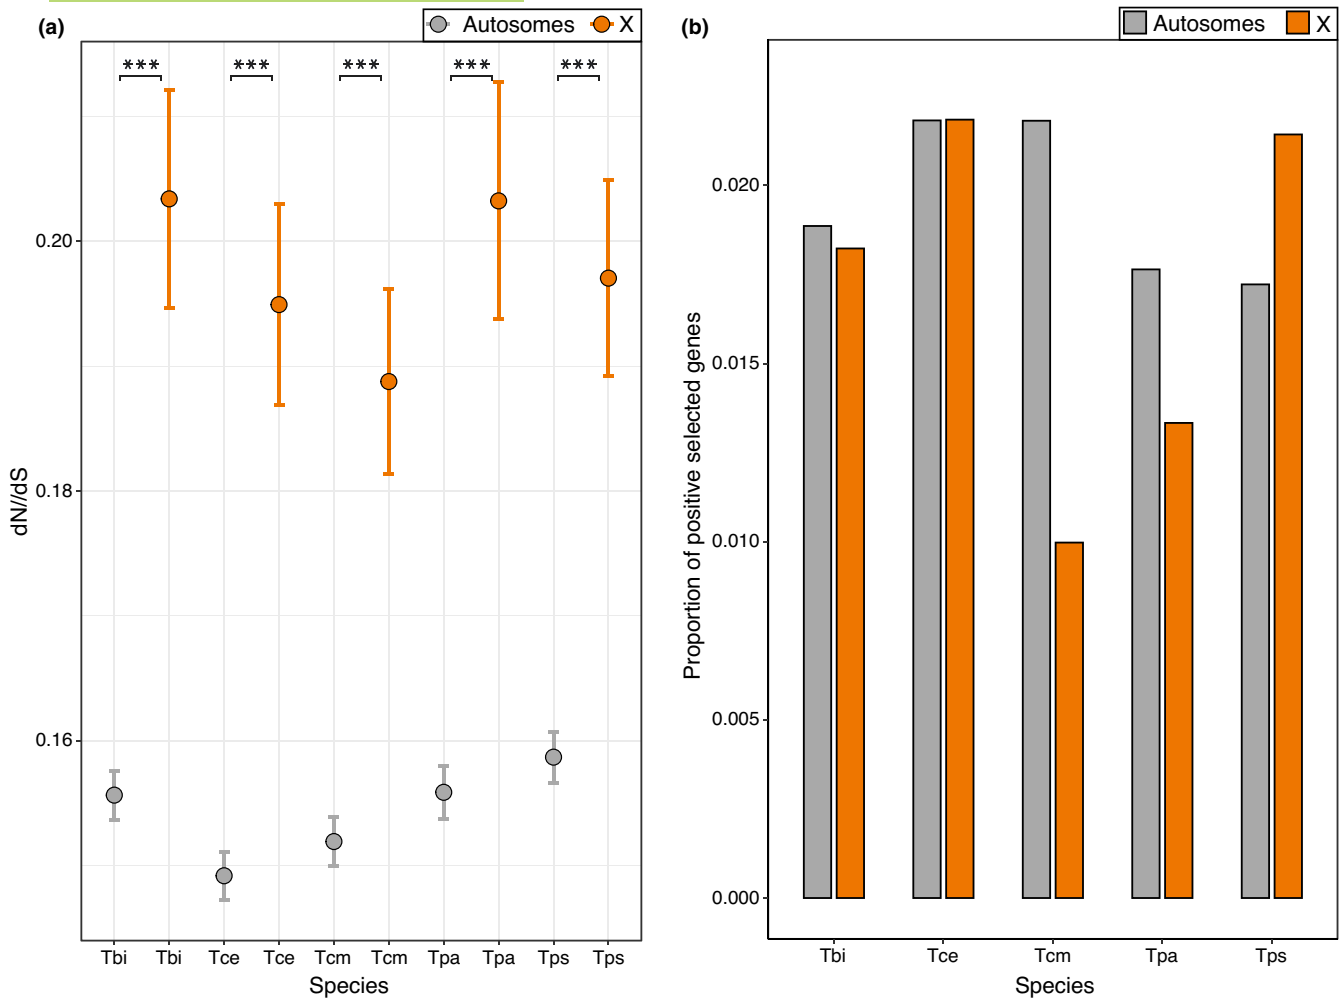 (a)
Autosomes X
*** *** *** *** ***
dN//dS
0.20
0.18
0.16
Tbi Tbi Tce Tce Tcm Tcm Tpa Tpa Tps Tps
Species
(b)
Autosomes X
Proportion of positive selected genes
0.020
0.015
0.010
0.005
0.000
Tbi Tce Tcm Tpa Tps
Species